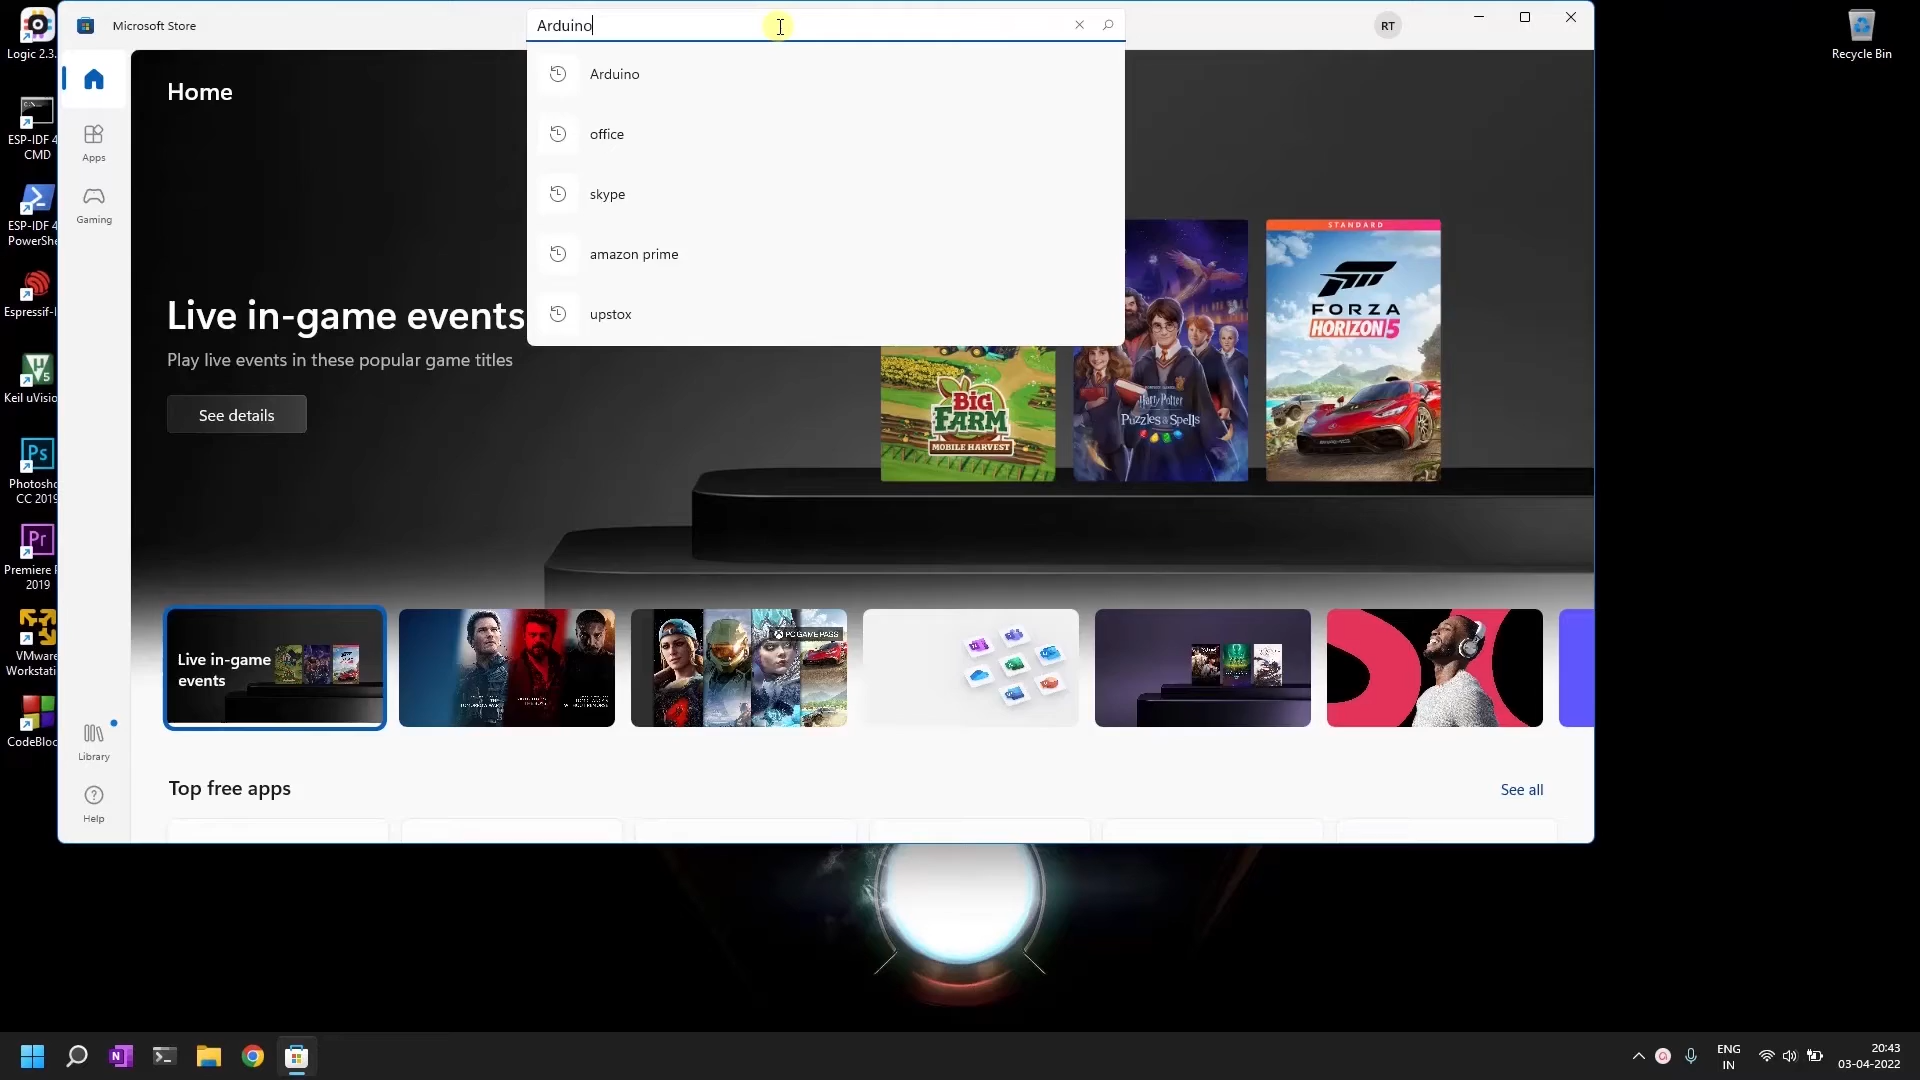 Logic 2.3.
ESP-IDF 4
CMD
ESP-IDF 4
PowerShe
Espressif-I
Keil uVisio
Ps
Photosho
CC 2019
Pr
Premiere P
2019
VMware
Workstati
CodeBloc
Microsoft Store
Arduino
RT
Recycle Bin
Apps
Gaming
Library
Help
Home
Arduino
office
skype
amazon prime
upstox
Live in-game events
Play live events in these popular game titles
See details
BIG
FARM
MOBILE HARVEST
Harry Potter
Puzzles & Spells
STANDARD
FORZA
HORIZON 5
Live in-game
events
PC GAME PASS
Top free apps
See all
N
ENG
IN
20:43
03-04-2022